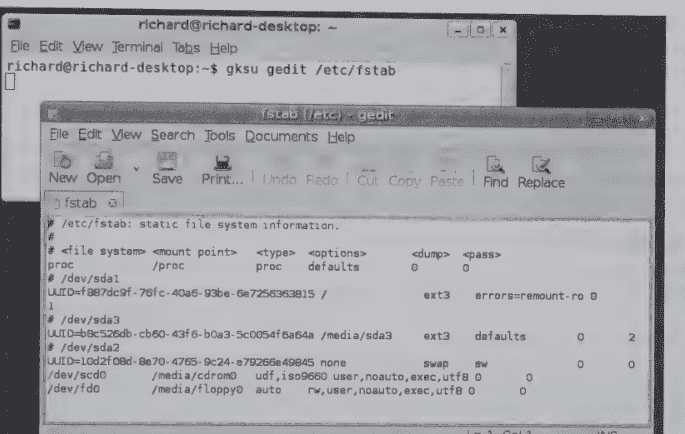 richard@richard-desktop: ~
File Edit View Terminal Tabs Help
richard@richard-desktop:~$ gksu gedit /etc/fstab
fstab (/etc) - gedit
File Edit View Search Tools Documents Help
New Open Save Print... Undo Redo Cut Copy Paste Find Replace
fstab
# /etc/fstab: static file system information.
#
# <file system> <mount point> <type> <options> <dump> <pass>
proc /proc proc defaults 0 0
# /dev/sda1
UUID=f887dc9f-76fc-40a6-93be-6e7256363815 / ext3 errors=remount-ro 0
1
# /dev/sda3
UUID=b8c526db-cb60-43f6-b0a3-5c0054f6a64a /media/sda3 ext3 defaults 0 2
# /dev/sda2
UUID=10d2f08d-8e70-4765-9c24-e79266e49845 none swap sw 0 0
/dev/scd0 /media/cdrom0 udf,iso9660 user,noauto,exec,utf8 0 0
/dev/fd0 /media/floppy0 auto rw,user,noauto,exec,utf8 0 0